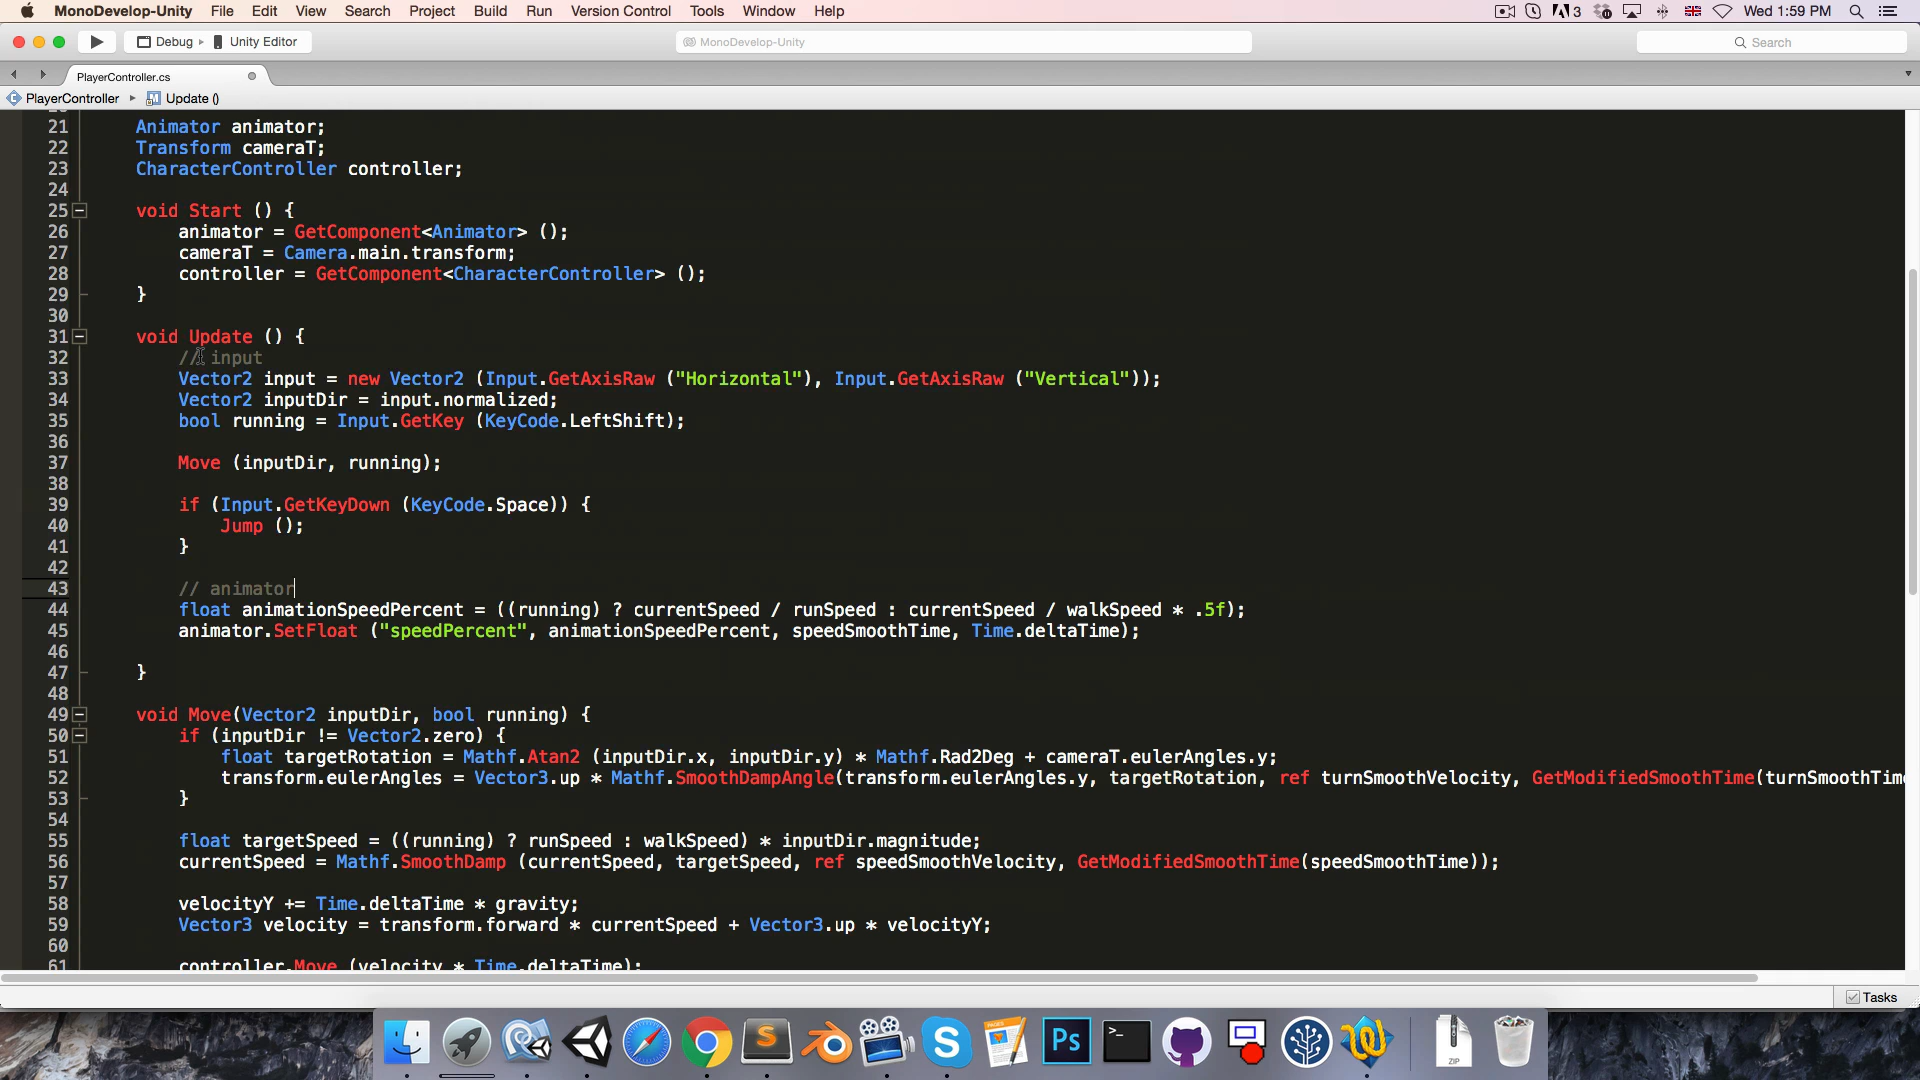 MonoDevelop-Unity File Edit View Search Project Build Run Version Control Tools Window Help 3 Wed 1:59 PM
Debug Unity Editor MonoDevelop-Unity Search
PlayerController.cs
PlayerController Update ()
21 Animator animator;
22 Transform cameraT;
23 CharacterController controller;
24
25 void Start () {
26 animator = GetComponent<Animator> ();
27 cameraT = Camera.main.transform;
28 controller = GetComponent<CharacterController> ();
29 }
30
31 void Update () {
32 // input
33 Vector2 input = new Vector2 (Input.GetAxisRaw ("Horizontal"), Input.GetAxisRaw ("Vertical"));
34 Vector2 inputDir = input.normalized;
35 bool running = Input.GetKey (KeyCode.LeftShift);
36
37 Move (inputDir, running);
38
39 if (Input.GetKeyDown (KeyCode.Space)) {
40 Jump ();
41 }
42
43 // animator
44 float animationSpeedPercent = ((running) ? currentSpeed / runSpeed : currentSpeed / walkSpeed * .5f);
45 animator.SetFloat ("speedPercent", animationSpeedPercent, speedSmoothTime, Time.deltaTime);
46
47 }
48
49 void Move(Vector2 inputDir, bool running) {
50 if (inputDir != Vector2.zero) {
51 float targetRotation = Mathf.Atan2 (inputDir.x, inputDir.y) * Mathf.Rad2Deg + cameraT.eulerAngles.y;
52 transform.eulerAngles = Vector3.up * Mathf.SmoothDampAngle(transform.eulerAngles.y, targetRotation, ref turnSmoothVelocity, GetModifiedSmoothTime(turnSmoothTim
53 }
54
55 float targetSpeed = ((running) ? runSpeed : walkSpeed) * inputDir.magnitude;
56 currentSpeed = Mathf.SmoothDamp (currentSpeed, targetSpeed, ref speedSmoothVelocity, GetModifiedSmoothTime(speedSmoothTime));
57
58 velocityY += Time.deltaTime * gravity;
59 Vector3 velocity = transform.forward * currentSpeed + Vector3.up * velocityY;
60
61 controller.Move (velocity * Time.deltaTime);
Tasks
PAGES
S
Ps
>_
ZIP